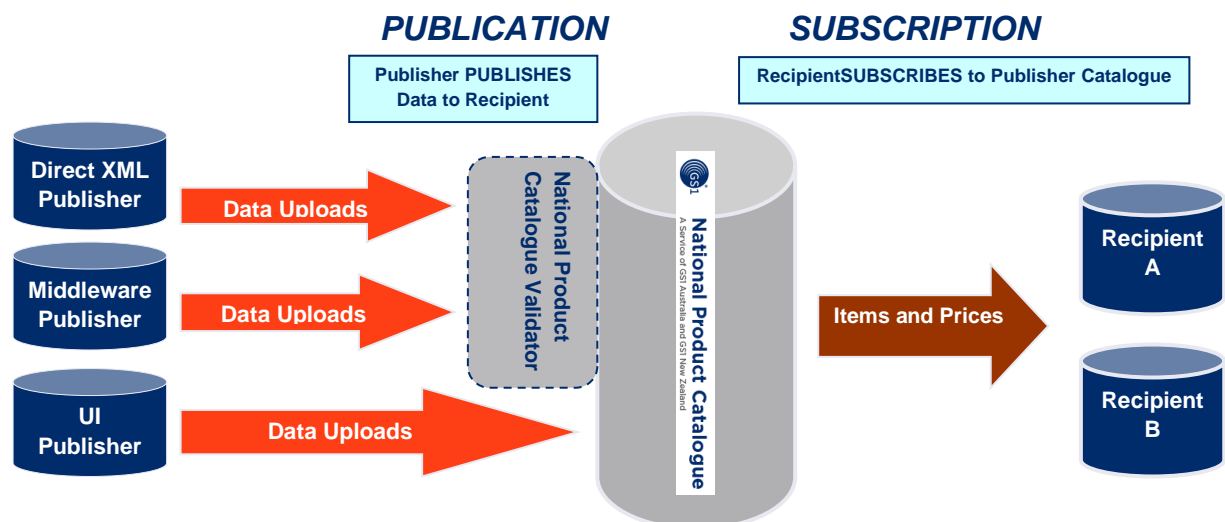 PUBLICATION
SUBSCRIPTION
Publisher PUBLISHES
Data to Recipient
RecipientSUBSCRIBES to Publisher Catalogue
Direct XML
Publisher
Data Uploads
Middleware
Publisher
Data Uploads
UI
Publisher
Data Uploads
National Product
Catalogue Validator
GS1
National Product Catalogue
A Service of GS1 Australia and GS1 New Zealand
Items and Prices
Recipient
A
Recipient
B